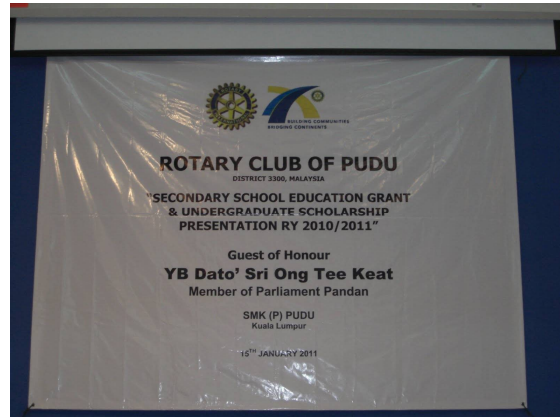 BUILDING COMMUNITIES
BRIDGING CONTINENTS
ROTARY CLUB OF PUDU
DISTRICT 3300, MALAYSIA
"SECONDARY SCHOOL EDUCATION GRANT
& UNDERGRADUATE SCHOLARSHIP
PRESENTATION RY 2010/2011"
Guest of Honour
YB Dato' Sri Ong Tee Keat
Member of Parliament Pandan
SMK (P) PUDU
Kuala Lumpur
15TH JANUARY 2011